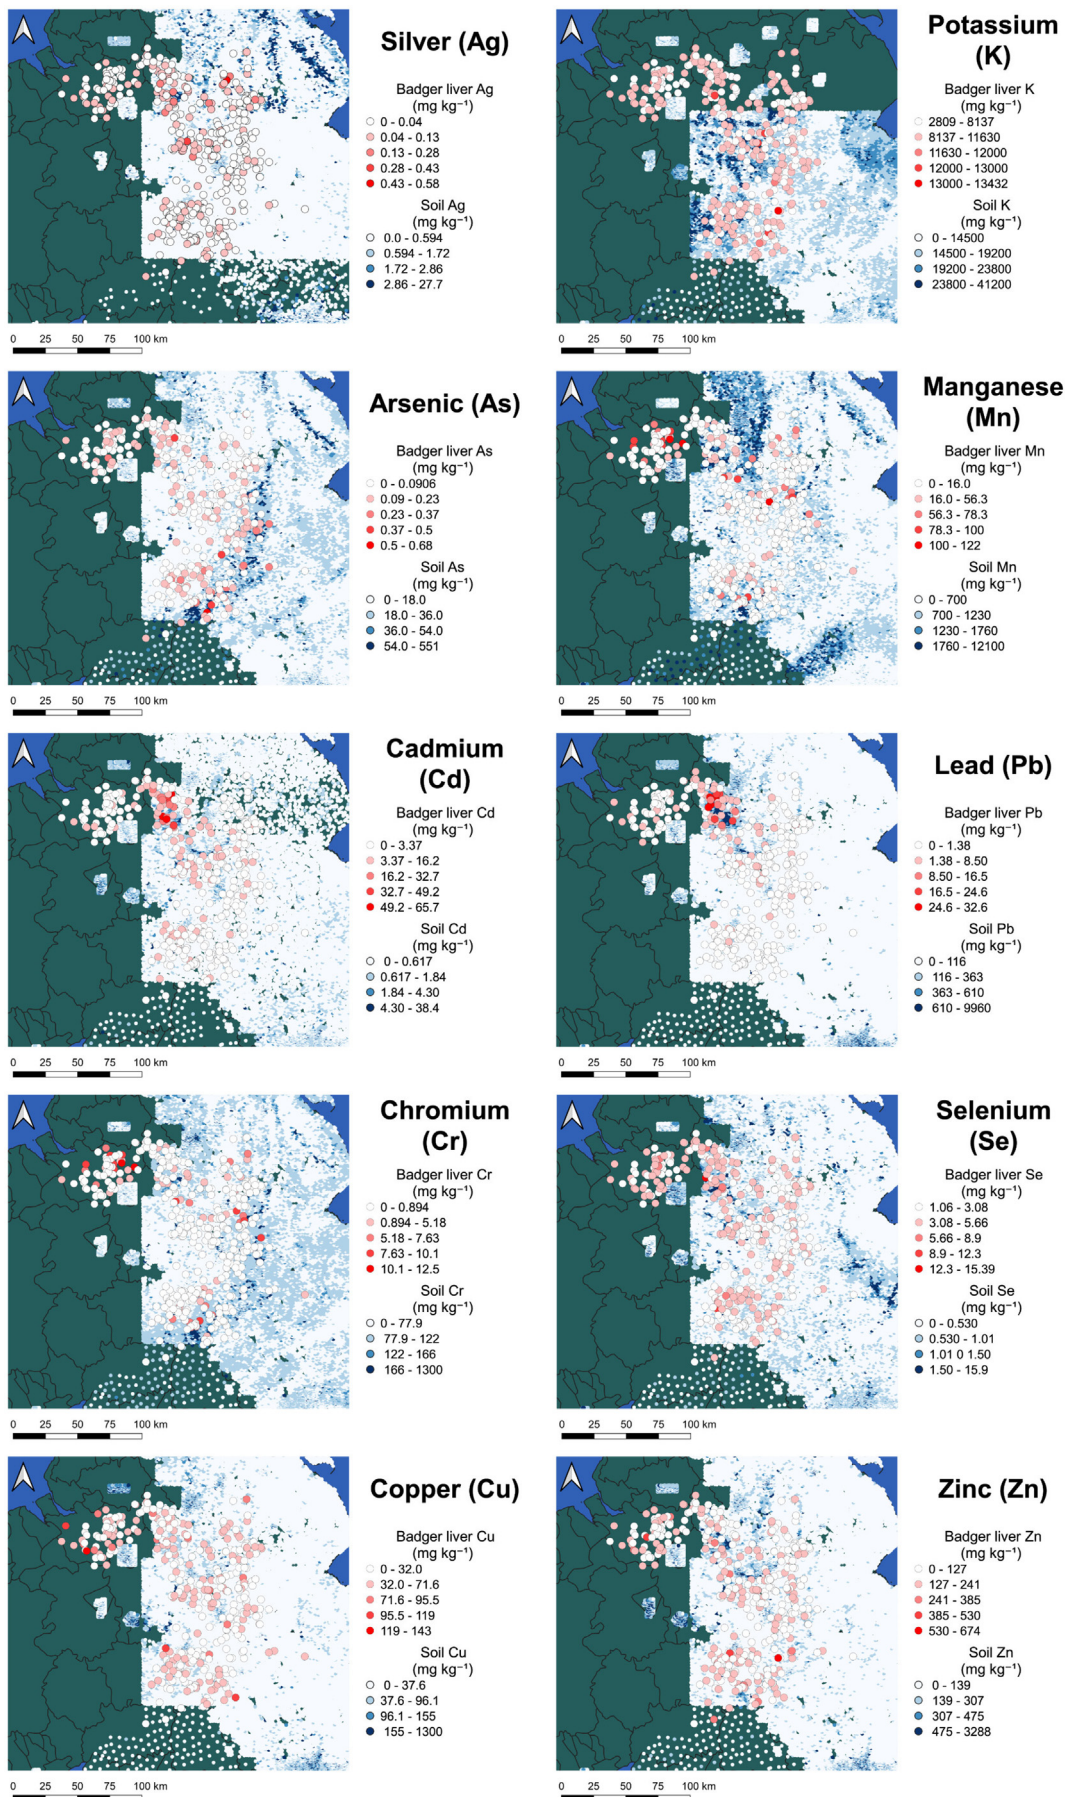 Silver (Ag)
Badger liver Ag
(mg kg⁻¹)
0 - 0.04
0.04 - 0.13
0.13 - 0.28
0.28 - 0.43
0.43 - 0.58
Soil Ag
(mg kg⁻¹)
0.0 - 0.594
0.594 - 1.72
1.72 - 2.86
2.86 - 27.7
0 25 50 75 100 km
Potassium
(K)
Badger liver K
(mg kg⁻¹)
2809 - 8137
8137 - 11630
11630 - 12000
12000 - 13000
13000 - 13432
Soil K
(mg kg⁻¹)
0 - 14500
14500 - 19200
19200 - 23800
23800 - 41200
0 25 50 75 100 km
Arsenic (As)
Badger liver As
(mg kg⁻¹)
0 - 0.0906
0.09 - 0.23
0.23 - 0.37
0.37 - 0.5
0.5 - 0.68
Soil As
(mg kg⁻¹)
0 - 18.0
18.0 - 36.0
36.0 - 54.0
54.0 - 551
0 25 50 75 100 km
Manganese
(Mn)
Badger liver Mn
(mg kg⁻¹)
0 - 16.0
16.0 - 56.3
56.3 - 78.3
78.3 - 100
100 - 122
Soil Mn
(mg kg⁻¹)
0 - 700
700 - 1230
1230 - 1760
1760 - 12100
0 25 50 75 100 km
Cadmium
(Cd)
Badger liver Cd
(mg kg⁻¹)
0 - 3.37
3.37 - 16.2
16.2 - 32.7
32.7 - 49.2
49.2 - 65.7
Soil Cd
(mg kg⁻¹)
0 - 0.617
0.617 - 1.84
1.84 - 4.30
4.30 - 38.4
0 25 50 75 100 km
Lead (Pb)
Badger liver Pb
(mg kg⁻¹)
0 - 1.38
1.38 - 8.50
8.50 - 16.5
16.5 - 24.6
24.6 - 32.6
Soil Pb
(mg kg⁻¹)
0 - 116
116 - 363
363 - 610
610 - 9960
0 25 50 75 100 km
Chromium
(Cr)
Badger liver Cr
(mg kg⁻¹)
0 - 0.894
0.894 - 5.18
5.18 - 7.63
7.63 - 10.1
10.1 - 12.5
Soil Cr
(mg kg⁻¹)
0 - 77.9
77.9 - 122
122 - 166
166 - 1300
0 25 50 75 100 km
Selenium
(Se)
Badger liver Se
(mg kg⁻¹)
1.06 - 3.08
3.08 - 5.66
5.66 - 8.9
8.9 - 12.3
12.3 - 15.39
Soil Se
(mg kg⁻¹)
0 - 0.530
0.530 - 1.01
1.01 0 1.50
1.50 - 15.9
0 25 50 75 100 km
Copper (Cu)
Badger liver Cu
(mg kg⁻¹)
0 - 32.0
32.0 - 71.6
71.6 - 95.5
95.5 - 119
119 - 143
Soil Cu
(mg kg⁻¹)
0 - 37.6
37.6 - 96.1
96.1 - 155
155 - 1300
0 25 50 75 100 km
Zinc (Zn)
Badger liver Zn
(mg kg⁻¹)
0 - 127
127 - 241
241 - 385
385 - 530
530 - 674
Soil Zn
(mg kg⁻¹)
0 - 139
139 - 307
307 - 475
475 - 3288
0 25 50 75 100 km